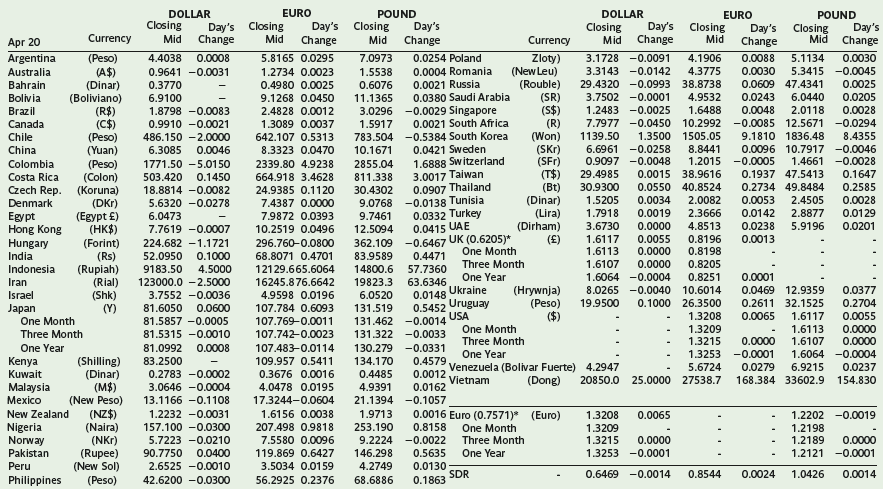 DOLLAR EURO POUND
Closing Day's Closing Day's Closing Day's
Apr 20 Currency Mid Change Mid Change Mid Change
Argentina (Peso) 4.4038 0.0008 5.8165 0.0295 7.0973 0.0254
Australia (A$) 0.9641 -0.0031 1.2734 0.0023 1.5538 0.0004
Bahrain (Dinar) 0.3770 - 0.4980 0.0025 0.6076 0.0021
Bolivia (Boliviano) 6.9100 - 9.1268 0.0450 11.1365 0.0380
Brazil (R$) 1.8798 -0.0083 2.4828 0.0012 3.0296 -0.0029
Canada (C$) 0.9910 -0.0021 1.3089 0.0037 1.5917 0.0021
Chile (Peso) 486.150 -2.0000 642.107 0.5313 783.504 -0.5384
China (Yuan) 6.3085 0.0046 8.3323 0.0470 10.1671 0.0421
Colombia (Peso) 1771.50 -5.0150 2339.80 4.9238 2855.04 1.6888
Costa Rica (Colon) 503.420 0.1450 664.918 3.4628 811.338 3.0017
Czech Rep. (Koruna) 18.8814 -0.0082 24.9385 0.1120 30.4302 0.0907
Denmark (DKr) 5.6320 -0.0278 7.4387 0.0000 9.0768 -0.0138
Egypt (Egypt £) 6.0473 - 7.9872 0.0393 9.7461 0.0332
Hong Kong (HK$) 7.7619 -0.0007 10.2519 0.0496 12.5094 0.0415
Hungary (Forint) 224.682 -1.1721 296.760-0.0800 362.109 -0.6467
India (Rs) 52.0950 0.1000 68.8071 0.4701 83.9589 0.4471
Indonesia (Rupiah) 9183.50 4.5000 12129.665.6064 14800.6 57.7360
Iran (Rial) 123000.0 -2.5000 16245.876.6642 19823.3 63.6346
Israel (Shk) 3.7552 -0.0036 4.9598 0.0196 6.0520 0.0148
Japan (Y) 81.6050 0.0600 107.784 0.6093 131.519 0.5452
One Month 81.5857 -0.0005 107.769-0.0011 131.462 -0.0014
Three Month 81.5315 -0.0010 107.742-0.0023 131.322 -0.0033
One Year 81.0992 0.0008 107.483-0.0114 130.279 -0.0331
Kenya (Shilling) 83.2500 - 109.957 0.5411 134.170 0.4579
Kuwait (Dinar) 0.2783 -0.0002 0.3676 0.0016 0.4485 0.0012
Malaysia (M$) 3.0646 -0.0004 4.0478 0.0195 4.9391 0.0162
Mexico (New Peso) 13.1166 -0.1108 17.3244-0.0604 21.1394 -0.1057
New Zealand (NZ$) 1.2232 -0.0031 1.6156 0.0038 1.9713 0.0016
Nigeria (Naira) 157.100 -0.0300 207.498 0.9818 253.190 0.8158
Norway (NKr) 5.7223 -0.0210 7.5580 0.0096 9.2224 -0.0022
Pakistan (Rupee) 90.7750 0.0400 119.869 0.6427 146.298 0.5635
Peru (New Sol) 2.6525 -0.0010 3.5034 0.0159 4.2749 0.0130
Philippines (Peso) 42.6200 -0.0300 56.2925 0.2376 68.6886 0.1863
DOLLAR EURO POUND
Closing Day's Closing Day's Closing Day's
Currency Mid Change Mid Change Mid Change
Poland Zloty) 3.1728 -0.0091 4.1906 0.0088 5.1134 0.0030
Romania (NewLeu) 3.3143 -0.0142 4.3775 0.0030 5.3415 -0.0045
Russia (Rouble) 29.4320 -0.0993 38.8738 0.0609 47.4341 0.0025
Saudi Arabia (SR) 3.7502 -0.0001 4.9532 0.0243 6.0440 0.0205
Singapore (S$) 1.2483 -0.0025 1.6488 0.0048 2.0118 0.0028
South Africa (R) 7.7977 -0.0450 10.2992 -0.0085 12.5671 -0.0294
South Korea (Won) 1139.50 1.3500 1505.05 9.1810 1836.48 8.4355
Sweden (SKr) 6.6961 -0.0258 8.8441 0.0096 10.7917 -0.0046
Switzerland (SFr) 0.9097 -0.0048 1.2015 -0.0005 1.4661 -0.0028
Taiwan (T$) 29.4985 0.0015 38.9616 0.1937 47.5413 0.1647
Thailand (Bt) 30.9300 0.0550 40.8524 0.2734 49.8484 0.2585
Tunisia (Dinar) 1.5205 0.0034 2.0082 0.0053 2.4505 0.0028
Turkey (Lira) 1.7918 0.0019 2.3666 0.0142 2.8877 0.0129
UAE (Dirham) 3.6730 0.0000 4.8513 0.0238 5.9196 0.0201
UK (0.6205)* (£) 1.6117 0.0055 0.8196 0.0013 - -
One Month 1.6113 0.0000 0.8198 - -
Three Month 1.6107 0.0000 0.8205 - -
One Year 1.6064 -0.0004 0.8251 0.0001 - -
Ukraine (Hrywnja) 8.0265 -0.0040 10.6014 0.0469 12.9359 0.0377
Uruguay (Peso) 19.9500 0.1000 26.3500 0.2611 32.1525 0.2704
USA ($) - - 1.3208 0.0065 1.6117 0.0055
One Month - - 1.3209 - 1.6113 0.0000
Three Month - - 1.3215 0.0000 1.6107 0.0000
One Year - - 1.3253 -0.0001 1.6064 -0.0004
Venezuela (Bolivar Fuerte) 4.2947 - 5.6724 0.0279 6.9215 0.0237
Vietnam (Dong) 20850.0 25.0000 27538.7 168.384 33602.9 154.830
Euro (0.7571)* (Euro) 1.3208 0.0065 - - 1.2202 -0.0019
One Month 1.3209 - - - 1.2198 -
Three Month 1.3215 0.0000 - - 1.2189 0.0000
One Year 1.3253 -0.0001 - - 1.2121 -0.0001
SDR - 0.6469 -0.0014 0.8544 0.0024 1.0426 0.0014